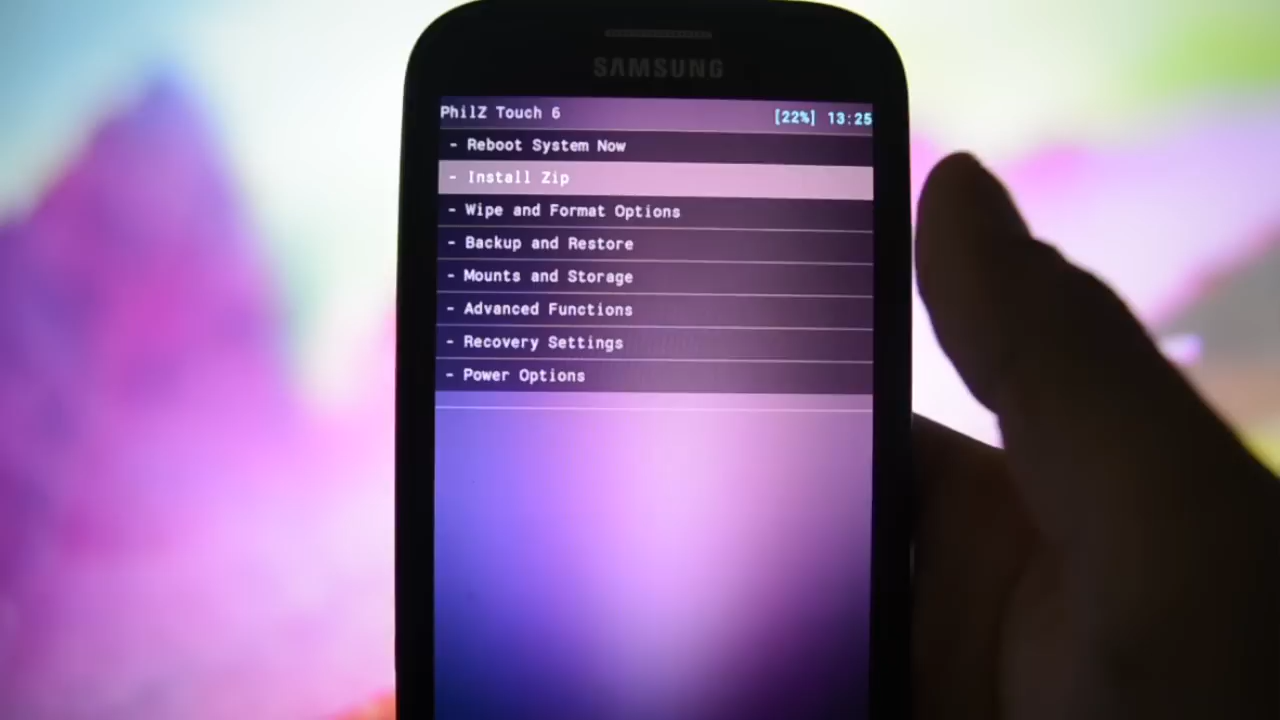 SAMSUNG
PhilZ Touch 6 [22%] 13:25
- Reboot System Now
- Install Zip
- Wipe and Format Options
- Backup and Restore
- Mounts and Storage
- Advanced Functions
- Recovery Settings
- Power Options